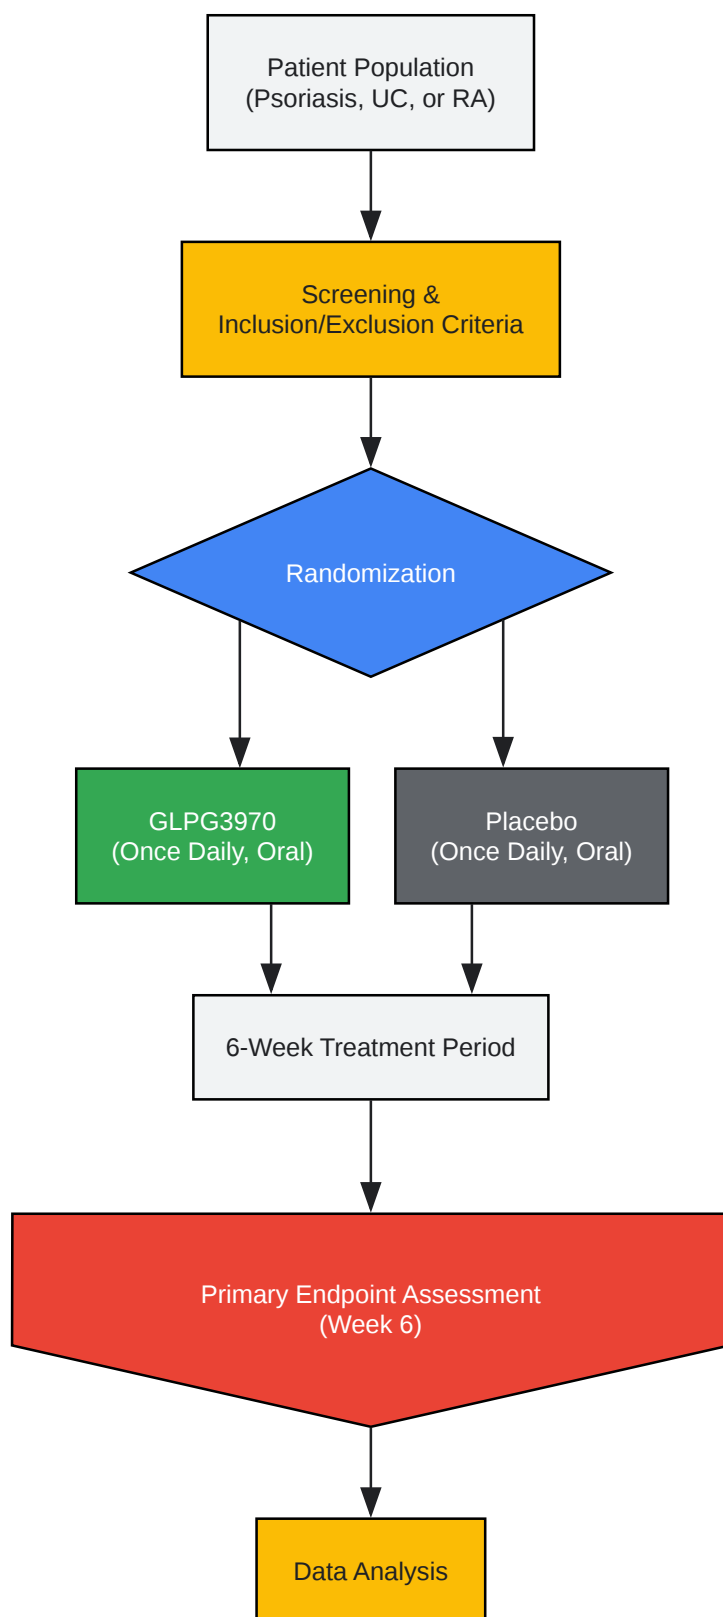 Patient Population
(Psoriasis, UC, or RA)
Screening &
Inclusion/Exclusion Criteria
Randomization
GLPG3970
(Once Daily, Oral)
Placebo
(Once Daily, Oral)
6-Week Treatment Period
Primary Endpoint Assessment
(Week 6)
Data Analysis